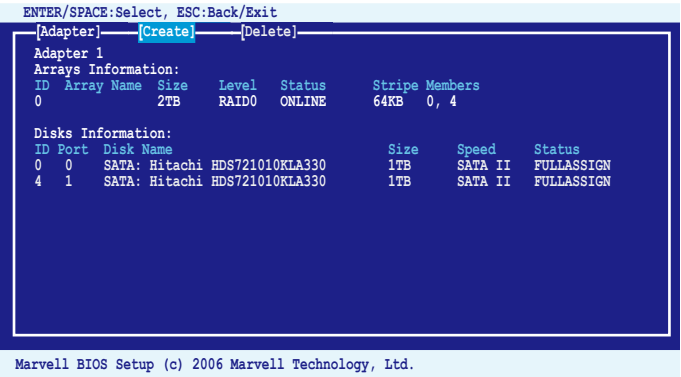 ENTER/SPACE:Select, ESC:Back/Exit
[Adapter] [Create] [Delete]
Adapter 1
Arrays Information:
ID Array Name Size Level Status Stripe Members
0 2TB RAID0 ONLINE 64KB 0, 4
Disks Information:
ID Port Disk Name Size Speed Status
0 0 SATA: Hitachi HDS721010KLA330 1TB SATA II FULLASSIGN
4 1 SATA: Hitachi HDS721010KLA330 1TB SATA II FULLASSIGN
Marvell BIOS Setup (c) 2006 Marvell Technology, Ltd.